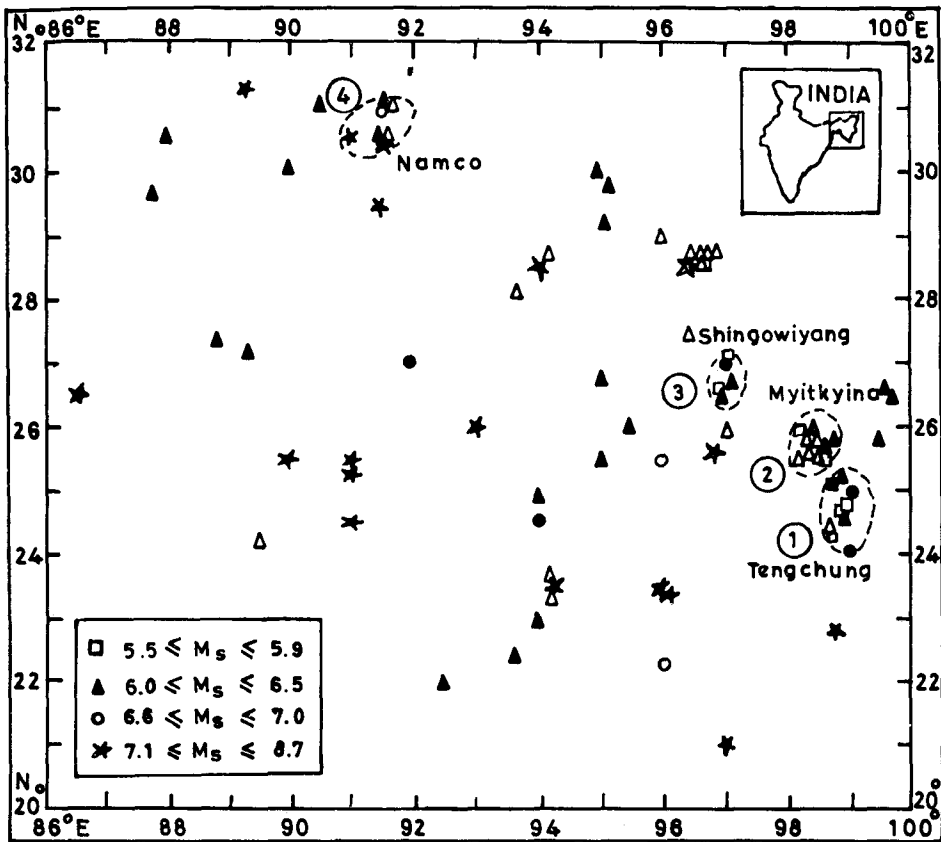 N.° 86°E 88 90 92 94 96 98 100°E
32 32
④
INDIA
Namco
30 30
28 28
Shingowiyang
③
Myitkyina
26 26
②
①
24 24
Tengchung
5.5 ≤ Ms ≤ 5.9
6.0 ≤ Ms ≤ 6.5
6.6 ≤ Ms ≤ 7.0
7.1 ≤ Ms ≤ 8.7
22 22
N.° N.°
20 20
86°E 90 92 94 96 98 100